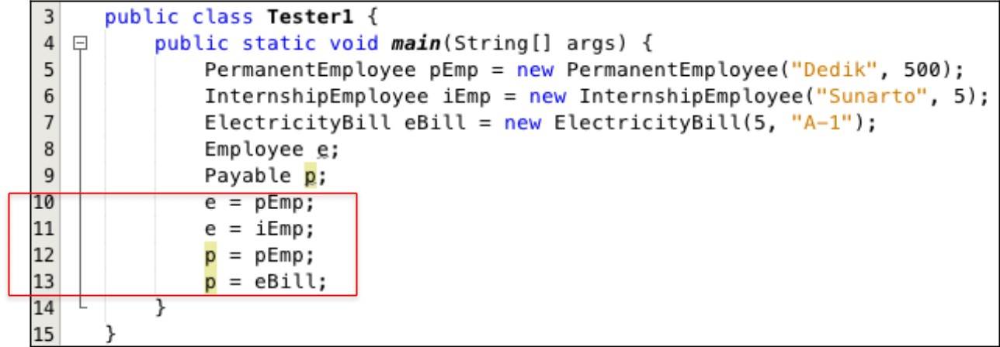 3 public class Tester1 {
4 public static void main(String[] args) {
5 PermanentEmployee pEmp = new PermanentEmployee("Dedik", 500);
6 InternshipEmployee iEmp = new InternshipEmployee("Sunarto", 5);
7 ElectricityBill eBill = new ElectricityBill(5, "A-1");
8 Employee e;
9 Payable p;
10 e = pEmp;
11 e = iEmp;
12 p = pEmp;
13 p = eBill;
14 }
15 }